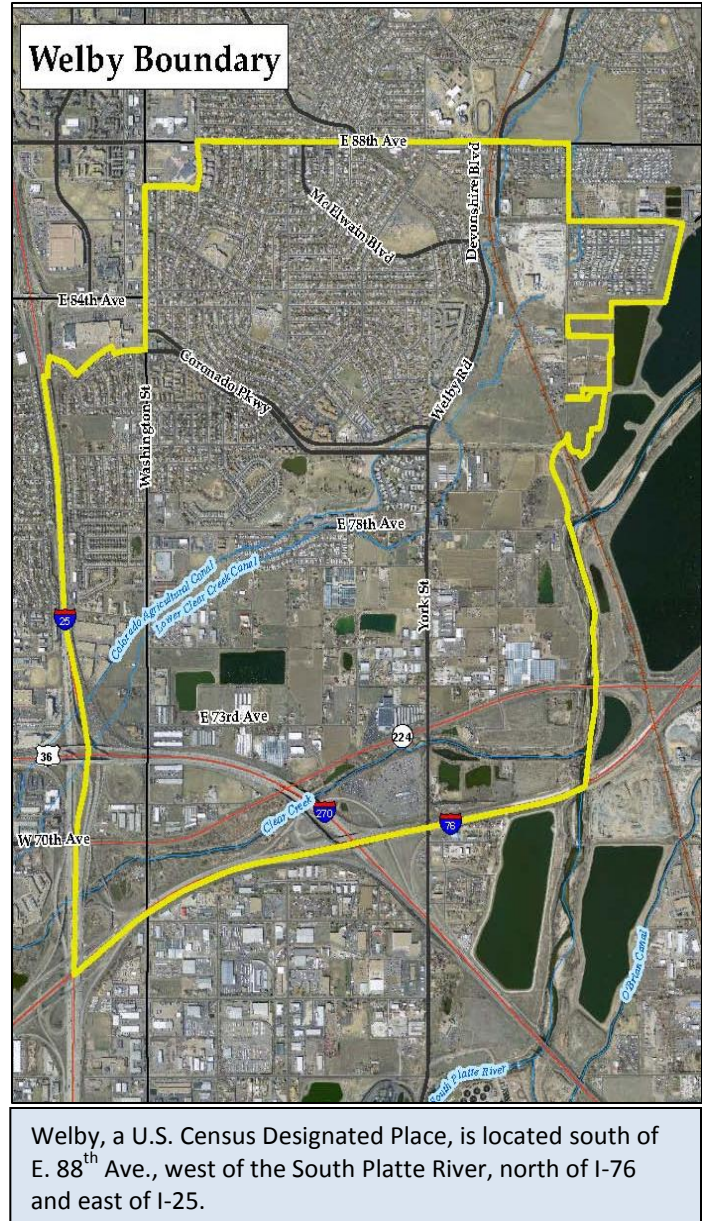 Welby Boundary
E 88th Ave
McElwain Blvd
Devonshire Blvd
E 84th Ave
Coronado Pkwy
Welby Rd
Washington St
E 78th Ave
Colorado Agricultural Canal
Lower Clear Creek Canal
York St
25
E 73rd Ave
224
36
Clear Creek
270
76
W 70th Ave
O'Brian Canal
South Platte River
Welby, a U.S. Census Designated Place, is located south of
E. 88th Ave., west of the South Platte River, north of I-76
and east of I-25.